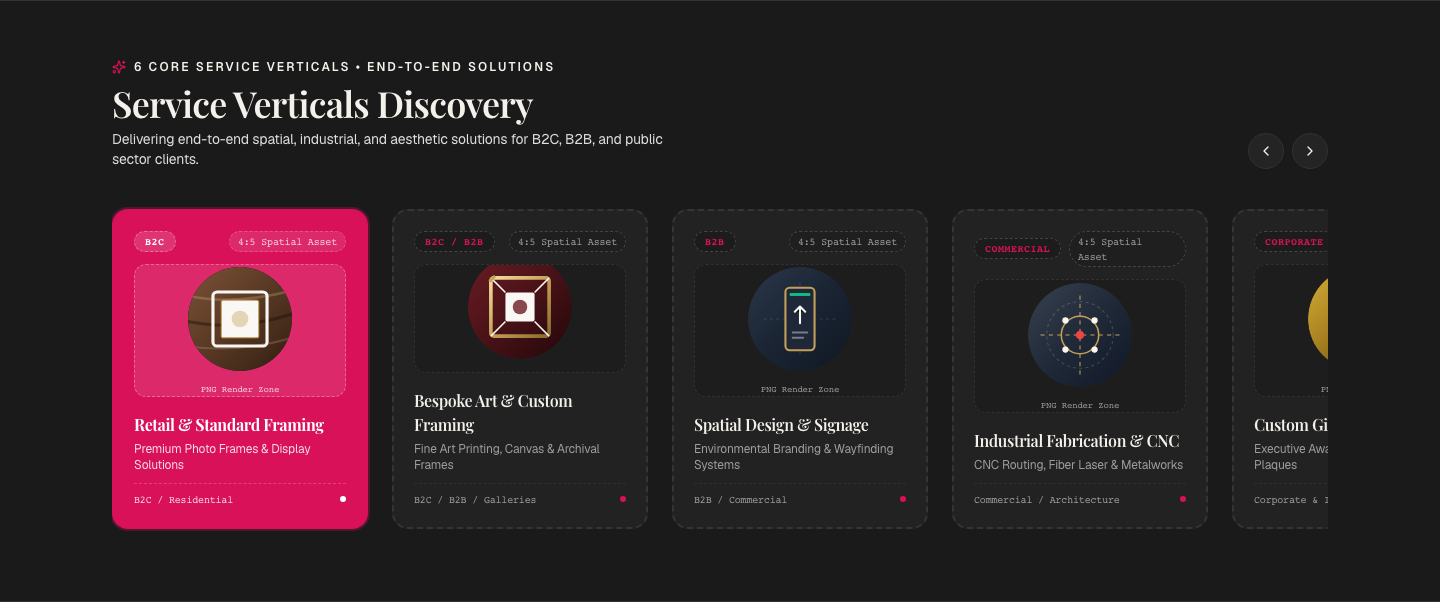 6 CORE SERVICE VERTICALS • END-TO-END SOLUTIONS
Service Verticals Discovery
Delivering end-to-end spatial, industrial, and aesthetic solutions for B2C, B2B, and public
sector clients.
B2C
4:5 Spatial Asset
PNG Render Zone
Retail & Standard Framing
Premium Photo Frames & Display
Solutions
B2C / Residential
B2C / B2B
4:5 Spatial Asset
Bespoke Art & Custom
Framing
Fine Art Printing, Canvas & Archival
Frames
B2C / B2B / Galleries
B2B
4:5 Spatial Asset
PNG Render Zone
Spatial Design & Signage
Environmental Branding & Wayfinding
Systems
B2B / Commercial
COMMERCIAL
4:5 Spatial
Asset
PNG Render Zone
Industrial Fabrication & CNC
CNC Routing, Fiber Laser & Metalworks
Commercial / Architecture
CORPORATE
Custom
Executive
Plaques
Corporate &